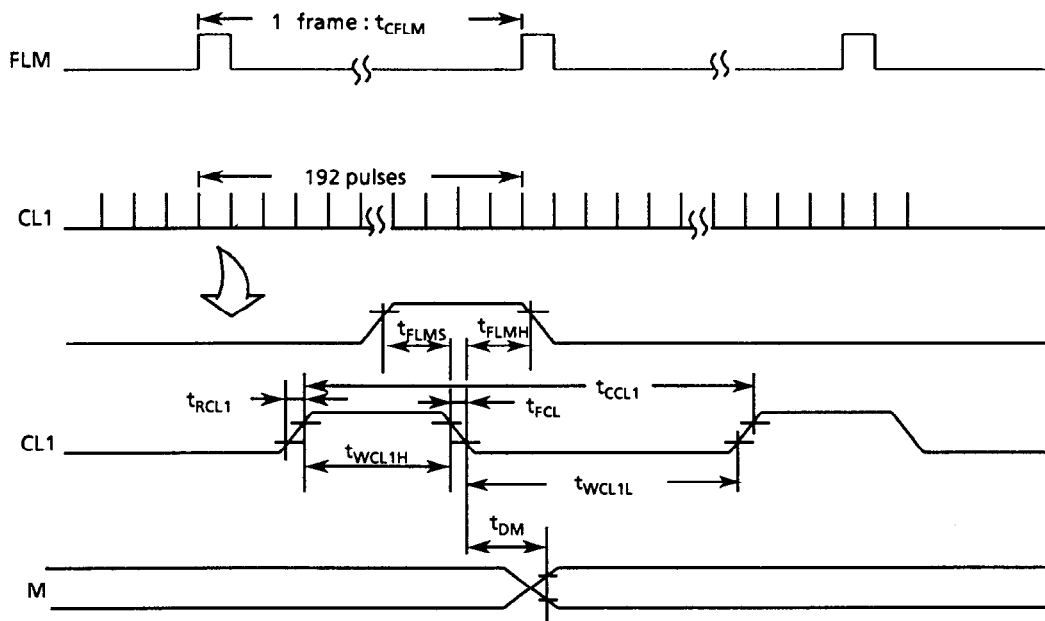 1 frame : tCFLM
FLM
192 pulses
CL1
tFLMS
tFLMH
tCCL1
tRCL1
tFCL
CL1
tWCL1H
tWCL1L
tDM
M